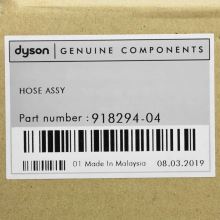 dyson | GENUINE COMPONENTS
HOSE ASSY
Part number : 918294-04
01 Made In Malaysia 08.03.2019